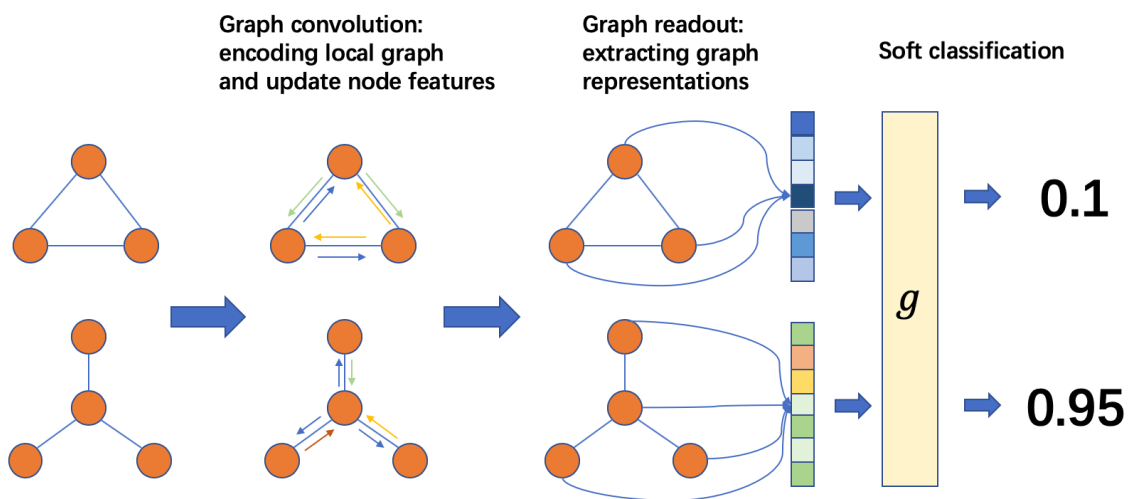 Graph convolution:
encoding local graph
and update node features
Graph readout:
extracting graph
representations
Soft classification
g
0.1
0.95